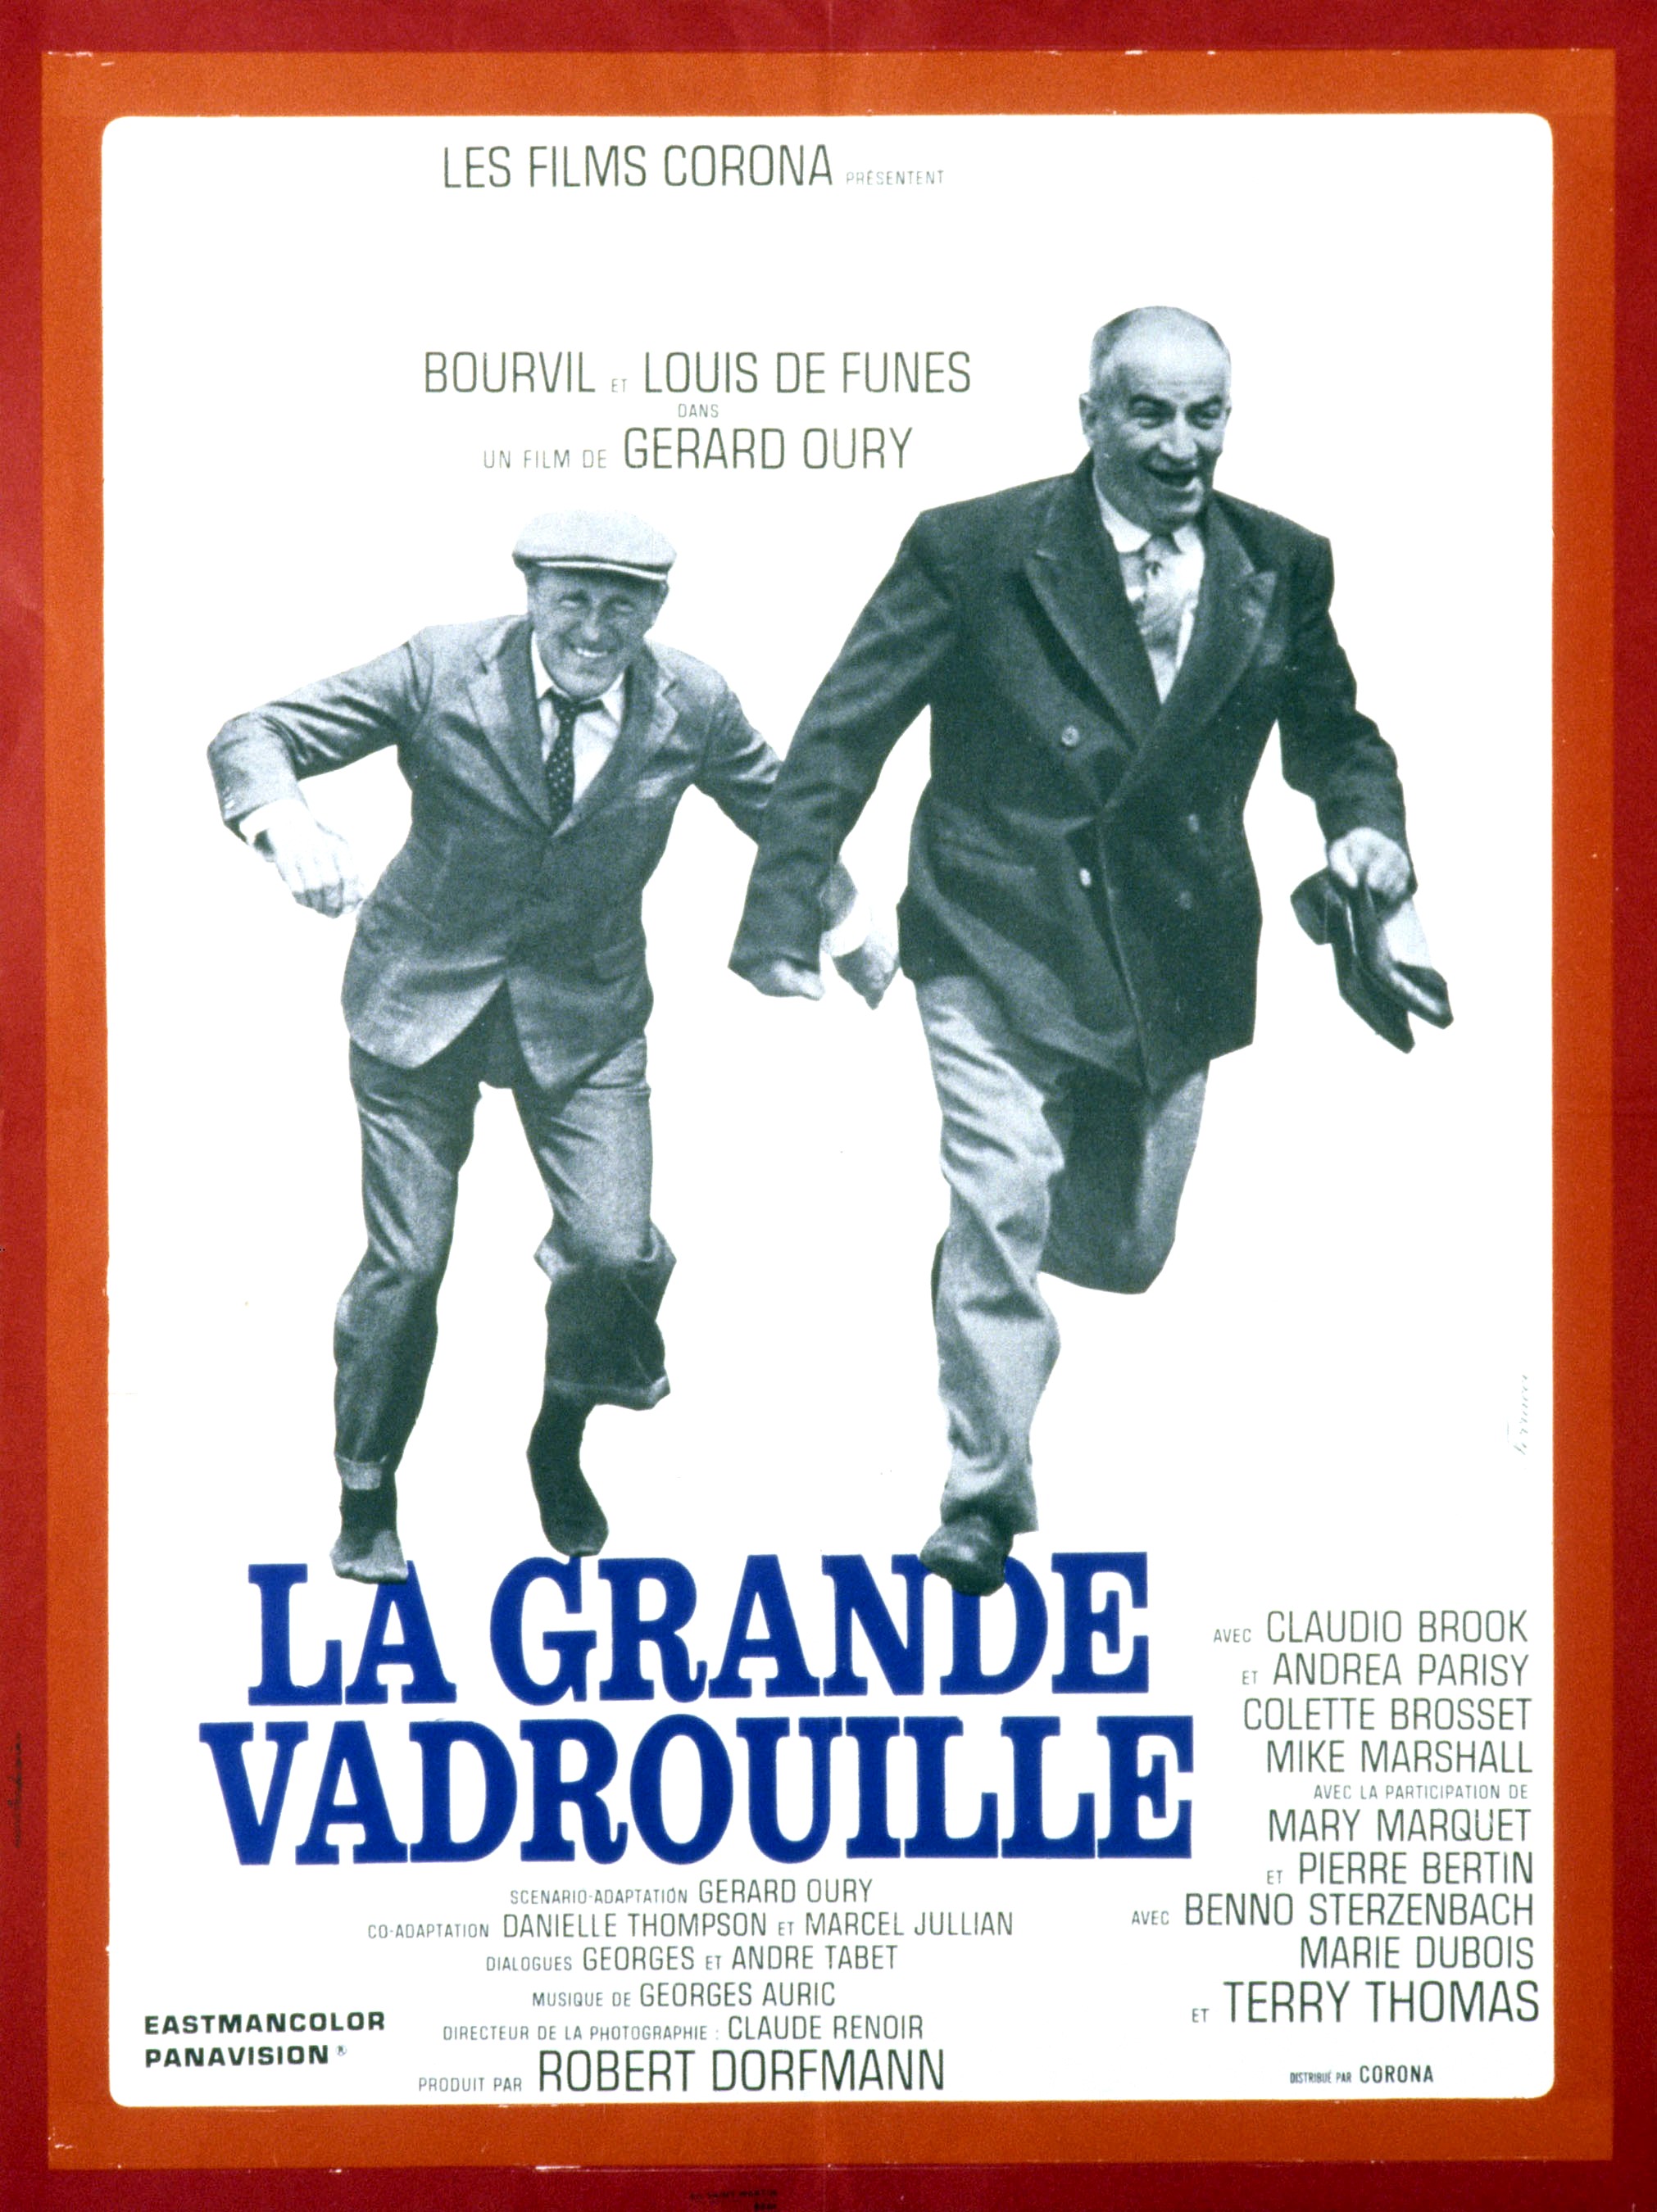 LES FILMS CORONA PRÉSENTENT
BOURVIL ET LOUIS DE FUNES
DANS
UN FILM DE GERARD OURY
LA GRANDE
VADROUILLE
SCENARIO-ADAPTATION GERARD OURY
CO-ADAPTATION DANIELLE THOMPSON ET MARCEL JULLIAN
DIALOGUES GEORGES ET ANDRE TABET
MUSIQUE DE GEORGES AURIC
DIRECTEUR DE LA PHOTOGRAPHIE : CLAUDE RENOIR
PRODUIT PAR ROBERT DORFMANN
EASTMANCOLOR
PANAVISION ®
AVEC CLAUDIO BROOK
ET ANDREA PARISY
COLETTE BROSSET
MIKE MARSHALL
AVEC LA PARTICIPATION DE
MARY MARQUET
ET PIERRE BERTIN
AVEC BENNO STERZENBACH
MARIE DUBOIS
ET TERRY THOMAS
DISTRIBUÉ PAR CORONA